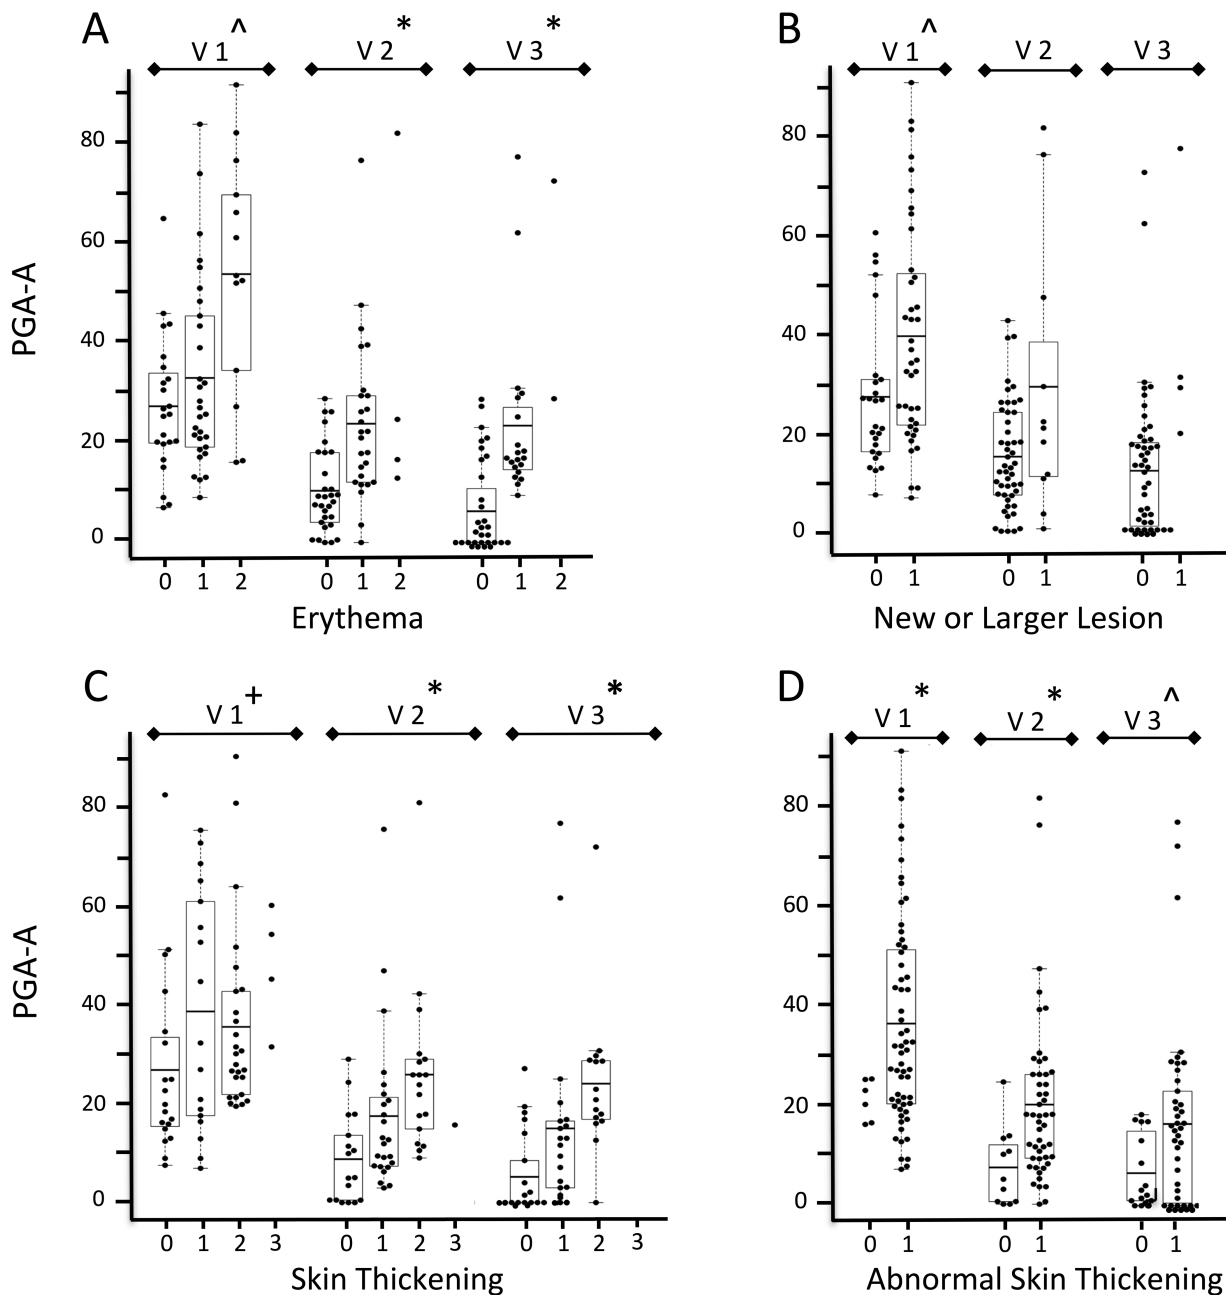 A
V 1 ^
V 2 *
V 3 *
PGA-A
80
60
40
20
0
0 1 2 0 1 2 0 1 2
Erythema
B
V 1 ^
V 2
V 3
80
60
40
20
0
0 1 0 1 0 1
New or Larger Lesion
C
V 1 +
V 2 *
V 3 *
PGA-A
80
60
40
20
0
0 1 2 3 0 1 2 3 0 1 2 3
Skin Thickening
D
V 1 *
V 2 *
V 3 ^
80
60
40
20
0
0 1 0 1 0 1
Abnormal Skin Thickening